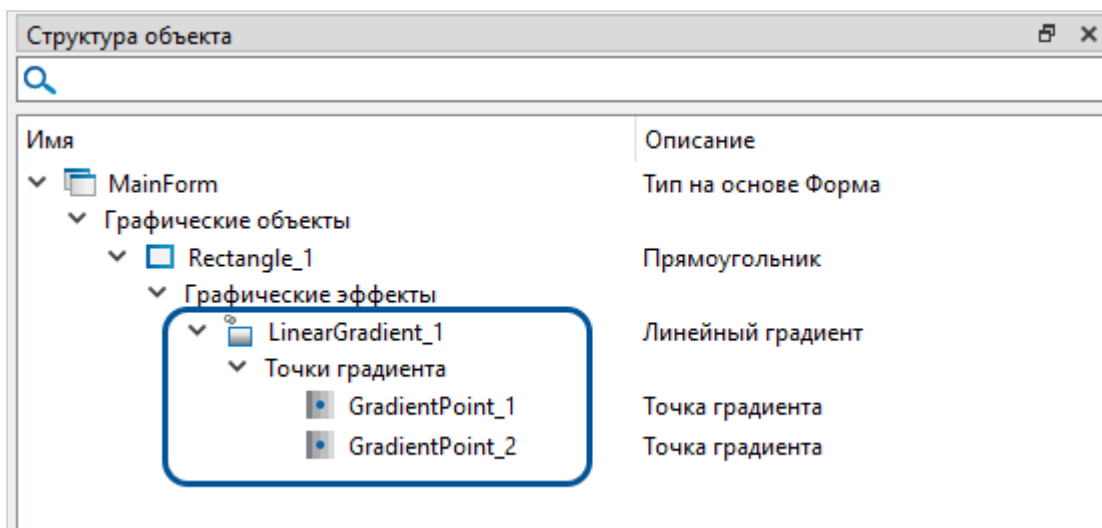 Структура объекта
Имя Описание
MainForm Тип на основе Форма
Графические объекты
Rectangle_1 Прямоугольник
Графические эффекты
LinearGradient_1 Линейный градиент
Точки градиента
GradientPoint_1 Точка градиента
GradientPoint_2 Точка градиента